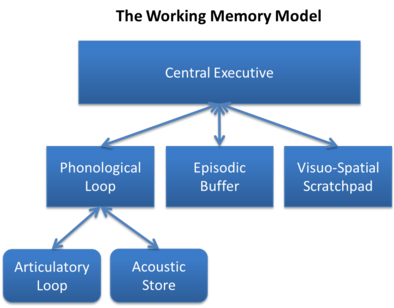 The Working Memory Model
Central Executive
Phonological
Loop
Episodic
Buffer
Visuo-Spatial
Scratchpad
Articulatory
Loop
Acoustic
Store